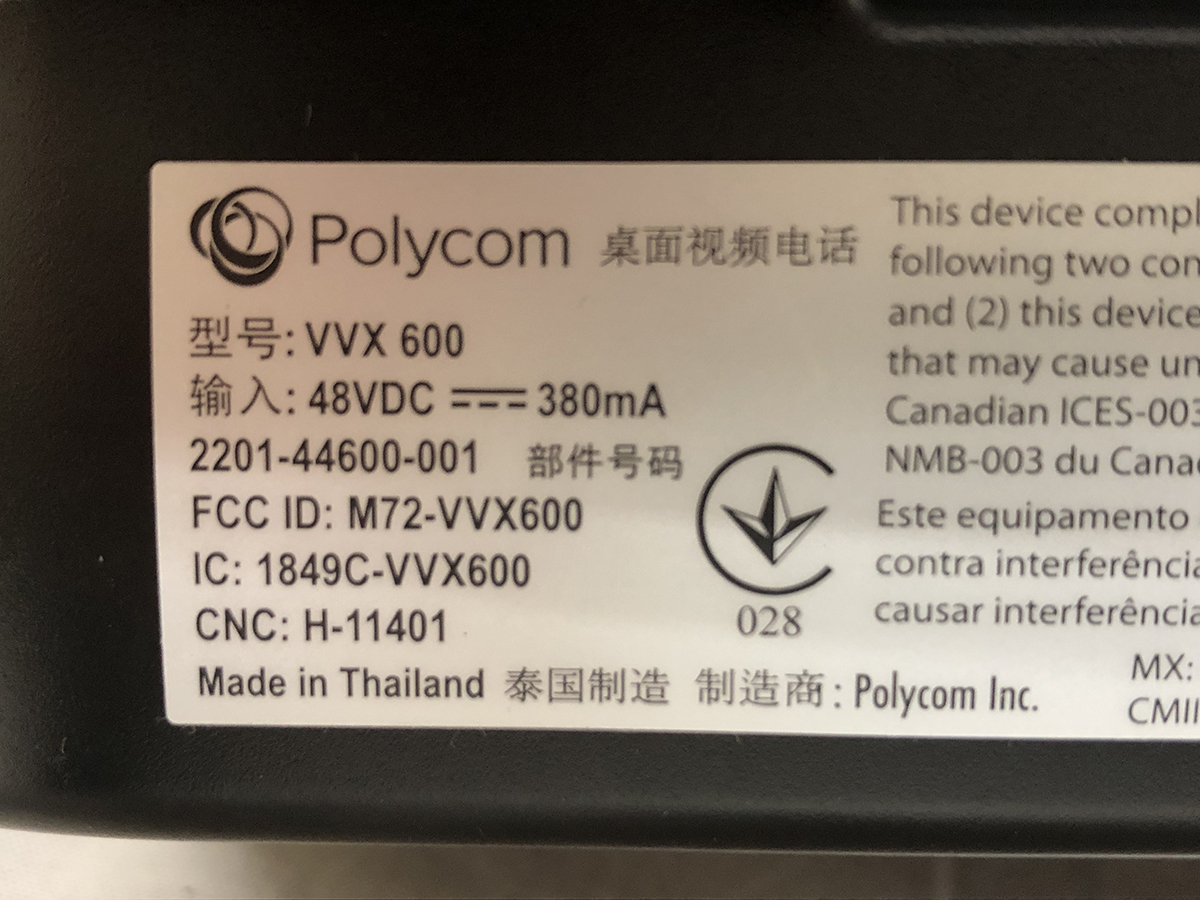 Polycom 桌面视频电话
型号: VVX 600
输入: 48VDC 380mA
2201-44600-001 部件号码
FCC ID: M72-VVX600
IC: 1849C-VVX600
CNC: H-11401
Made in Thailand 泰国制造 制造商: Polycom Inc.
028
This device compl
following two con
and (2) this device
that may cause un
Canadian ICES-003
NMB-003 du Cana
Este equipamento
contra interferência
causar interferência
MX:
CMII